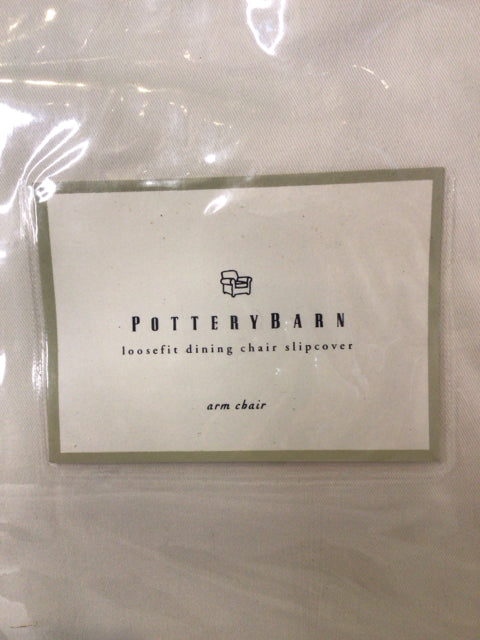 POTTERYBARN
loosefit dining chair slipcover
arm chair